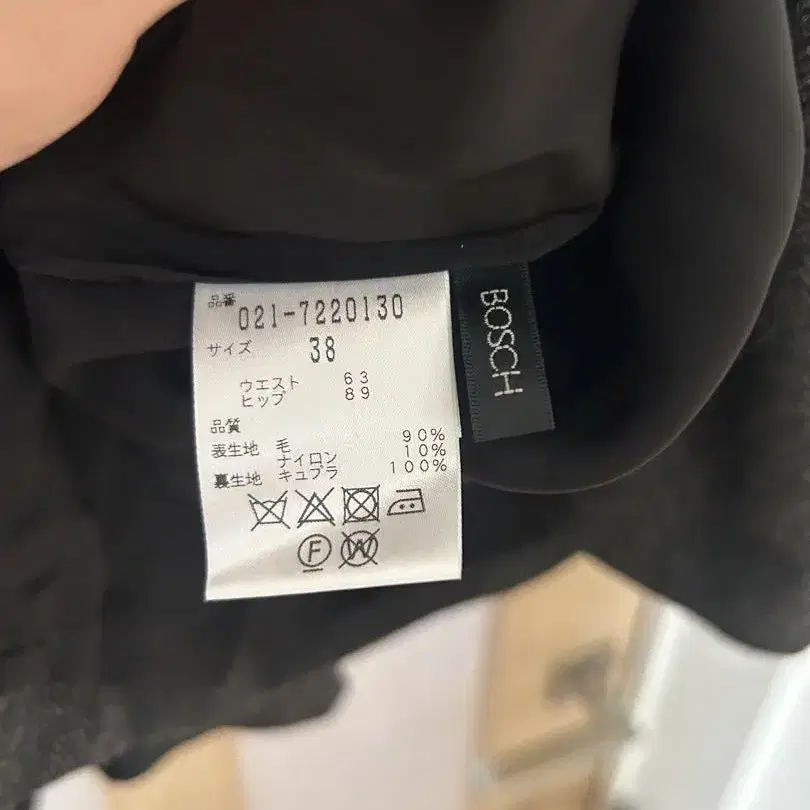 品番
021-7220130
サイズ 38
ウエスト 63
ヒップ 89
品質
表生地 毛 90%
ナイロン 10%
裏生地 キュプラ 100%
F W
BOSCH